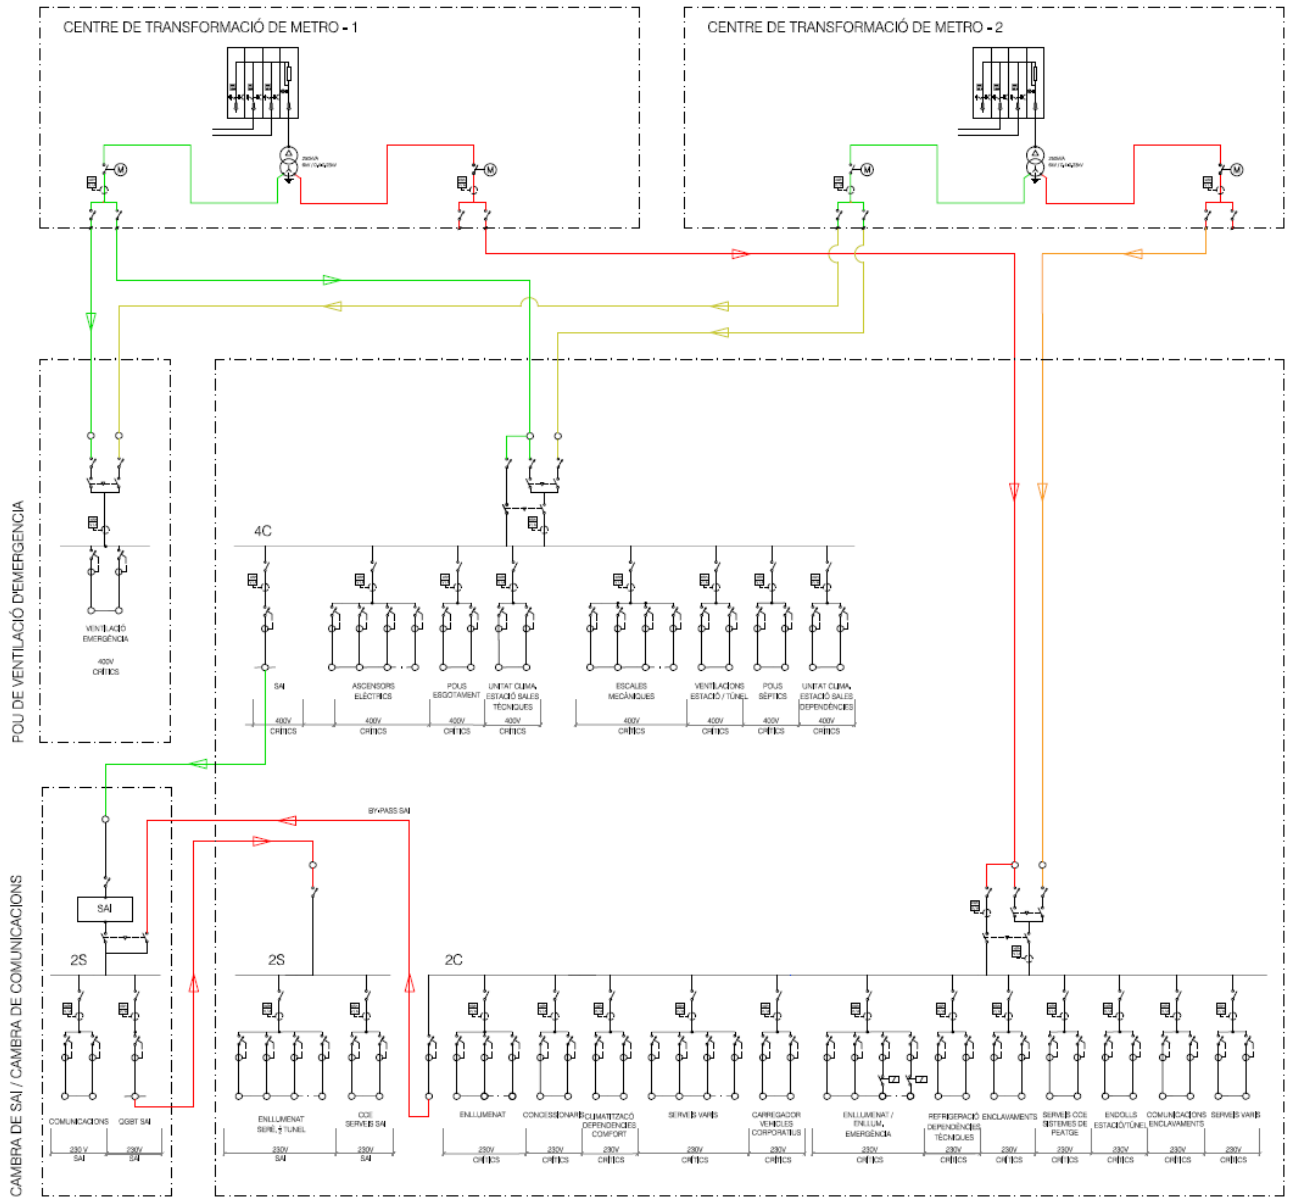 CENTRE DE TRANSFORMACIÓ DE METRO - 1
CENTRE DE TRANSFORMACIÓ DE METRO - 2
M
M
M
M
POU DE VENTILACIÓ D'EMERGENCIA
VENTILACIÓ
EMERGÈNCIA
400V
CRÍTICS
4C
SAI
400V
CRÍTICS
ASCENSORS
ELÈCTRICS
400V
CRÍTICS
POUS
ESGOTAMENT
400V
CRÍTICS
UNITAT CLIMA.
ESTACIÓ SALES
TÈCNIQUES
400V
CRÍTICS
ESCALES
MECÀNIQUES
400V
CRÍTICS
VENTILACIONS
ESTACIÓ / TÚNEL
400V
CRÍTICS
POUS
SÈPTICS
400V
CRÍTICS
UNITAT CLIMA.
ESTACIÓ SALES
DEPENDÈNCIES
400V
CRÍTICS
BY-PASS SAI
CAMBRA DE SAI / CAMBRA DE COMUNICACIONS
SAI
2S
COMUNICACIONS
230 V
SAI
QGBT SAI
230V
SAI
2S
ENLLUMENAT
230V
SAI
CCE
SERVEIS SAI
230V
SAI
2C
ENLLUMENAT
230V
CRÍTICS
CONCESSIONARIS
230V
CRÍTICS
CLIMATITZACÓ
DEPENDENCIES
COMFORT
230V
CRÍTICS
SERVEIS VARIS
230V
CRÍTICS
CARREGADOR
VEHICLES
CORPORATIUS
230V
CRÍTICS
ENLLUMENAT /
ENLLUM.
EMERGÈNCIA
230V
CRÍTICS
REFRIGERACIÓ
DEPENDÈNCIES
TÈCNIQUES
230V
CRÍTICS
ENCLAVAMENTS
230V
CRÍTICS
SERVEIS CCE
SISTEMES DE
PEATGE
230V
CRÍTICS
ENDOLLS
ESTACIÓ/TÚNEL
230V
CRÍTICS
COMUNICACIONS
ENCLAVAMENTS
230V
CRÍTICS
SERVEIS VARIS
230V
CRÍTICS